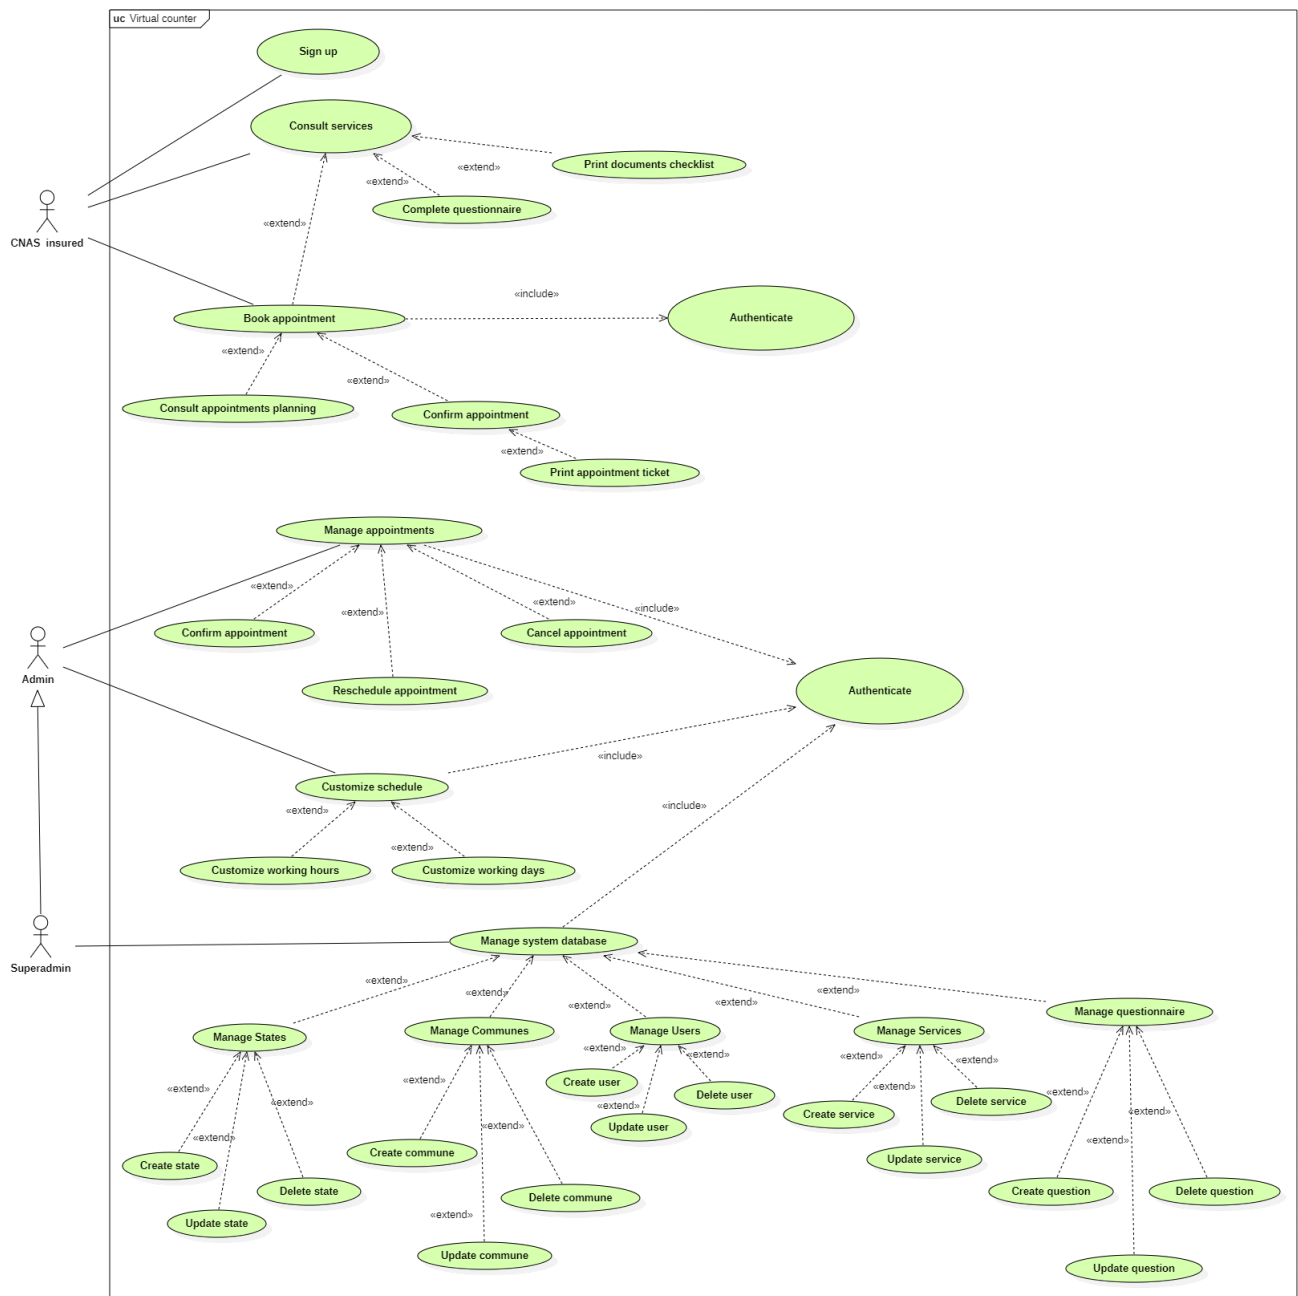 uc Virtual counter
Sign up
Consult services
«extend»
Print documents checklist
«extend»
Complete questionnaire
CNAS insured
«extend»
«include»
Book appointment
Authenticate
«extend»
«extend»
Consult appointments planning
Confirm appointment
«extend»
Print appointment ticket
Manage appointments
«extend»
«extend»
«extend»
«include»
Confirm appointment
Cancel appointment
Admin
Reschedule appointment
Authenticate
«include»
Customize schedule
«extend»
«include»
«extend»
Customize working hours
Customize working days
Manage system database
Superadmin
«extend»
«extend»
«extend»
«extend»
«extend»
Manage States
Manage Communes
Manage Users
Manage Services
Manage questionnaire
«extend»
«extend»
«extend»
«extend»
«extend»
«extend»
Create user
Delete user
«extend»
«extend»
Delete service
«extend»
«extend»
«extend»
Create service
«extend»
Update user
«extend»
«extend»
«extend»
Create commune
Update service
Create state
Delete state
Delete commune
Create question
Delete question
Update state
«extend»
Update commune
Update question